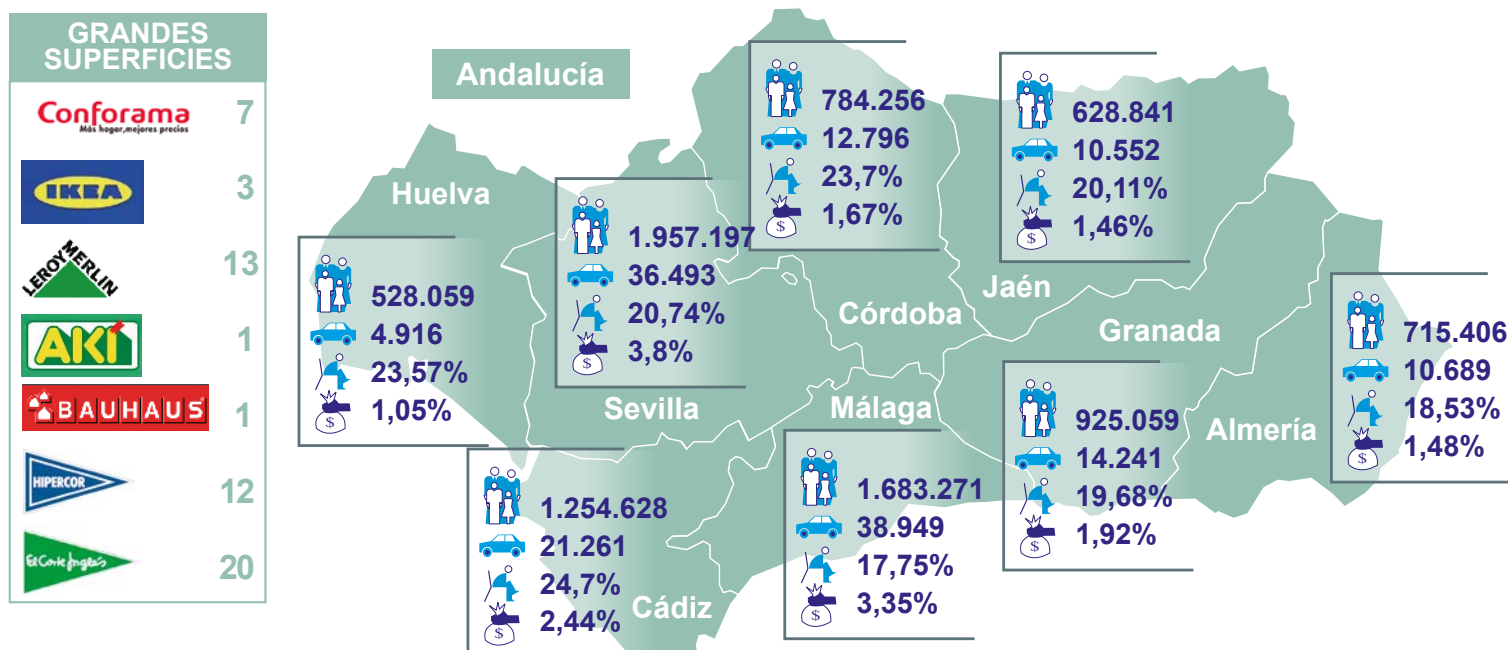 GRANDES
SUPERFICIES
Conforama
Más hogar, mejores precios
7
IKEA
3
LEROY MERLIN
13
AKÍ
1
BAUHAUS
1
HIPERCOR
12
El Corte Inglés
20
Andalucía
Huelva
528.059
4.916
23,57%
1,05%
Sevilla
1.957.197
36.493
20,74%
3,8%
Córdoba
784.256
12.796
23,7%
1,67%
Jaén
628.841
10.552
20,11%
1,46%
Granada
925.059
14.241
19,68%
1,92%
Almería
715.406
10.689
18,53%
1,48%
Málaga
1.683.271
38.949
17,75%
3,35%
Cádiz
1.254.628
21.261
24,7%
2,44%
$
$
$
$
$
$
$
$